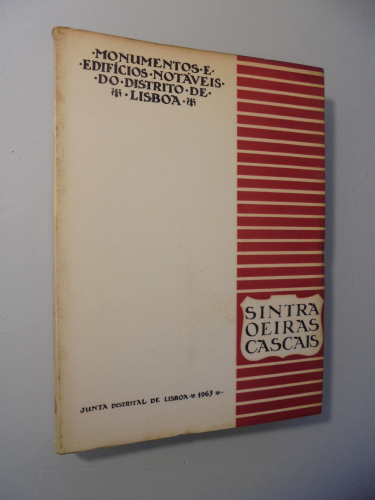 ·MONUMENTOS·E·
·EDIFÍCIOS·NOTÁVEIS·
·DO·DISTRITO·DE·
·LISBOA·
SINTRA
OEIRAS
CASCAIS
JUNTA DISTRITAL DE LISBOA·1963·